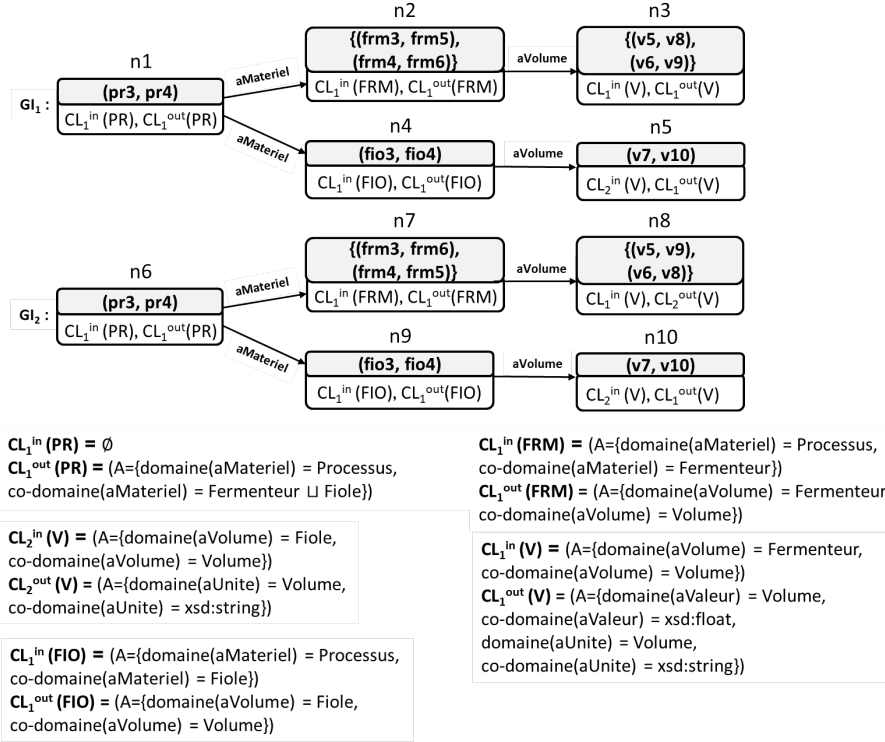 n1
n2
n3
GI₁ :
(pr3, pr4)
CL₁ⁱⁿ (PR), CL₁ᵒᵘᵗ(PR)
aMateriel
{(frm3, frm5),
(frm4, frm6)}
CL₁ⁱⁿ (FRM), CL₁ᵒᵘᵗ(FRM)
aVolume
{(v5, v8),
(v6, v9)}
CL₁ⁱⁿ (V), CL₁ᵒᵘᵗ(V)
aMateriel
n4
(fio3, fio4)
CL₁ⁱⁿ (FIO), CL₁ᵒᵘᵗ(FIO)
aVolume
n5
(v7, v10)
CL₂ⁱⁿ (V), CL₁ᵒᵘᵗ(V)
n6
n7
n8
GI₂ :
(pr3, pr4)
CL₁ⁱⁿ (PR), CL₁ᵒᵘᵗ(PR)
aMateriel
{(frm3, frm6),
(frm4, frm5)}
CL₁ⁱⁿ (FRM), CL₁ᵒᵘᵗ(FRM)
aVolume
{(v5, v9),
(v6, v8)}
CL₁ⁱⁿ (V), CL₂ᵒᵘᵗ(V)
aMateriel
n9
(fio3, fio4)
CL₁ⁱⁿ (FIO), CL₁ᵒᵘᵗ(FIO)
aVolume
n10
(v7, v10)
CL₂ⁱⁿ (V), CL₁ᵒᵘᵗ(V)
CL₁ⁱⁿ (PR) = ∅
CL₁ᵒᵘᵗ (PR) = (A={domaine(aMateriel) = Processus,
co-domaine(aMateriel) = Fermenteur ⊔ Fiole})
CL₁ⁱⁿ (FRM) = (A={domaine(aMateriel) = Processus,
co-domaine(aMateriel) = Fermenteur})
CL₁ᵒᵘᵗ (FRM) = (A={domaine(aVolume) = Fermenteur
co-domaine(aVolume) = Volume})
CL₂ⁱⁿ (V) = (A={domaine(aVolume) = Fiole,
co-domaine(aVolume) = Volume})
CL₂ᵒᵘᵗ (V) = (A={domaine(aUnite) = Volume,
co-domaine(aUnite) = xsd:string})
CL₁ⁱⁿ (V) = (A={domaine(aVolume) = Fermenteur,
co-domaine(aVolume) = Volume})
CL₁ᵒᵘᵗ (V) = (A={domaine(aValeur) = Volume,
co-domaine(aValeur) = xsd:float,
domaine(aUnite) = Volume,
co-domaine(aUnite) = xsd:string})
CL₁ⁱⁿ (FIO) = (A={domaine(aMateriel) = Processus,
co-domaine(aMateriel) = Fiole})
CL₁ᵒᵘᵗ (FIO) = (A={domaine(aVolume) = Fiole,
co-domaine(aVolume) = Volume})